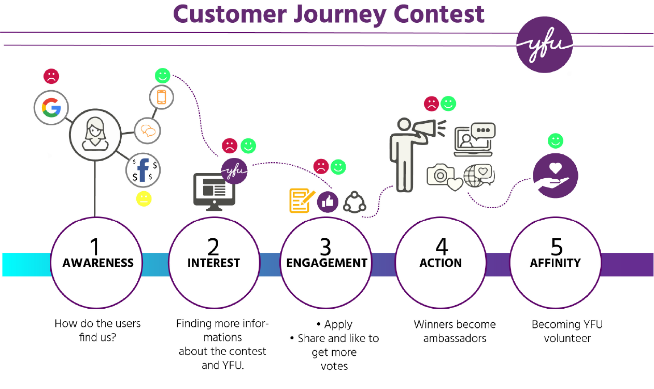 Customer Journey Contest
yfu
G
$ f $
$ $
yfu
1
AWARENESS
How do the users
find us?
2
INTEREST
Finding more infor-
mations
about the contest
and YFU.
3
ENGAGEMENT
• Apply
• Share and like to
get more
votes
4
ACTION
Winners become
ambassadors
5
AFFINITY
Becoming YFU
volunteer